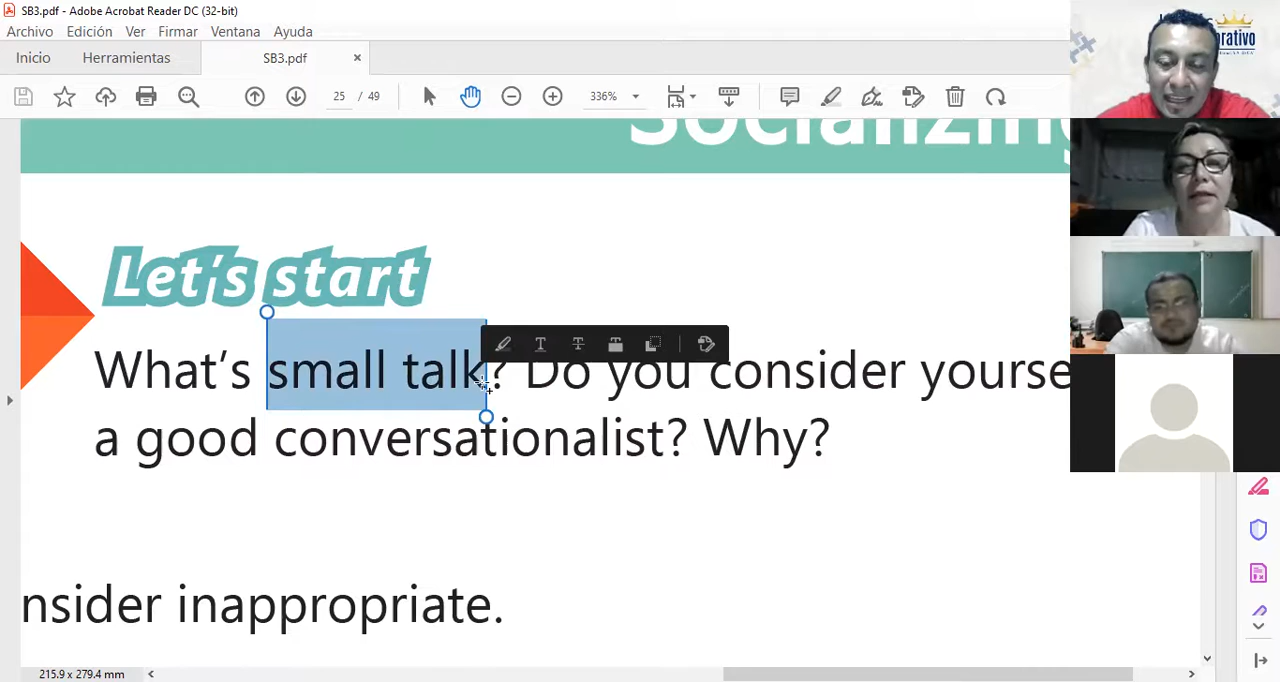 SB3.pdf - Adobe Acrobat Reader DC (32-bit)
Archivo Edición Ver Firmar Ventana Ayuda
Inicio Herramientas SB3.pdf ×
25 / 49 336%
Socializing
Let's start
What's small talk? Do you consider yourse
a good conversationalist? Why?
nsider inappropriate.
215.9 x 279.4 mm